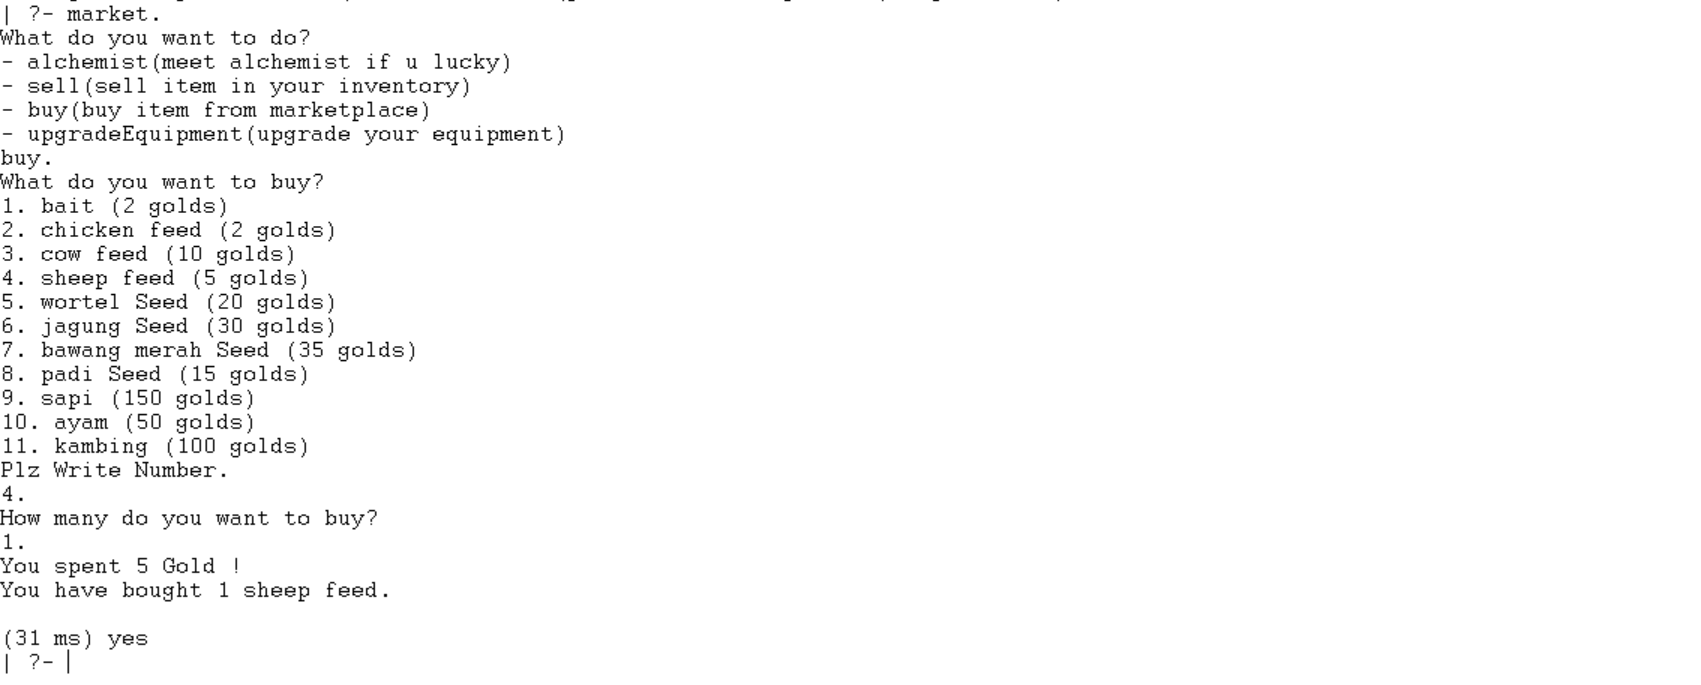 | ?- market.
What do you want to do?
- alchemist(meet alchemist if u lucky)
- sell(sell item in your inventory)
- buy(buy item from marketplace)
- upgradeEquipment(upgrade your equipment)
buy.
What do you want to buy?
1. bait (2 golds)
2. chicken feed (2 golds)
3. cow feed (10 golds)
4. sheep feed (5 golds)
5. wortel Seed (20 golds)
6. jagung Seed (30 golds)
7. bawang merah Seed (35 golds)
8. padi Seed (15 golds)
9. sapi (150 golds)
10. ayam (50 golds)
11. kambing (100 golds)
Plz Write Number.
4.
How many do you want to buy?
1.
You spent 5 Gold !
You have bought 1 sheep feed.
(31 ms) yes
| ?-